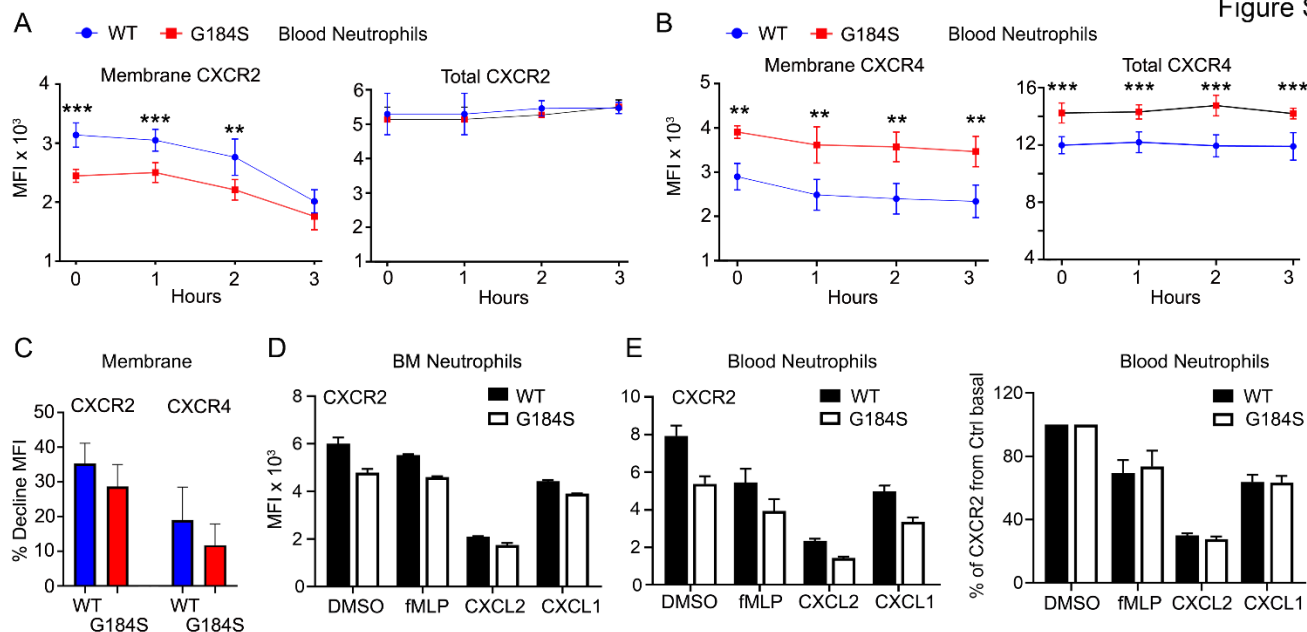 Figure S
A
WT G184S Blood Neutrophils
Membrane CXCR2
MFI x 10³
5
4
3
2
1
*** *** **
0 1 2 3
Hours
Total CXCR2
6
5
4
3
2
1
0 1 2 3
Hours
B
WT G184S Blood Neutrophils
Membrane CXCR4
MFI x 10³
5
4
3
2
1
** ** ** **
0 1 2 3
Hours
Total CXCR4
16
12
8
4
*** *** *** ***
0 1 2 3
Hours
C
Membrane
CXCR2 CXCR4
% Decline MFI
50
40
30
20
10
0
WT WT
G184S G184S
D
BM Neutrophils
CXCR2
WT
G184S
MFI x 10³
8
6
4
2
0
DMSO fMLP CXCL2 CXCL1
E
Blood Neutrophils
CXCR2
WT
G184S
10
8
6
4
2
0
DMSO fMLP CXCL2 CXCL1
Blood Neutrophils
WT
G184S
% of CXCR2 from Ctrl basal
120
90
60
30
0
DMSO fMLP CXCL2 CXCL1